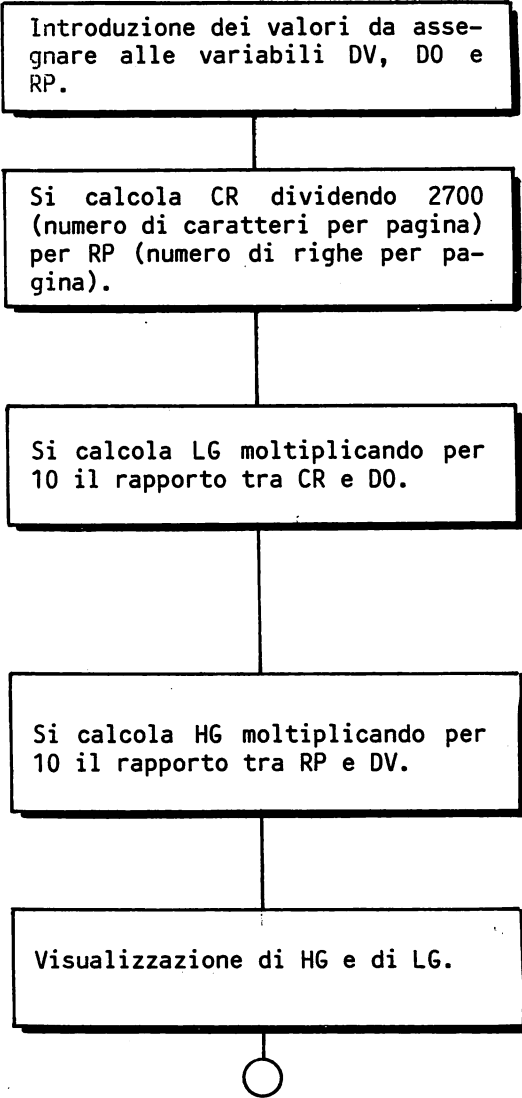 Introduzione dei valori da asse-
gnare alle variabili DV, DO e
RP.
Si calcola CR dividendo 2700
(numero di caratteri per pagina)
per RP (numero di righe per pa-
gina).
Si calcola LG moltiplicando per
10 il rapporto tra CR e DO.
Si calcola HG moltiplicando per
10 il rapporto tra RP e DV.
Visualizzazione di HG e di LG.